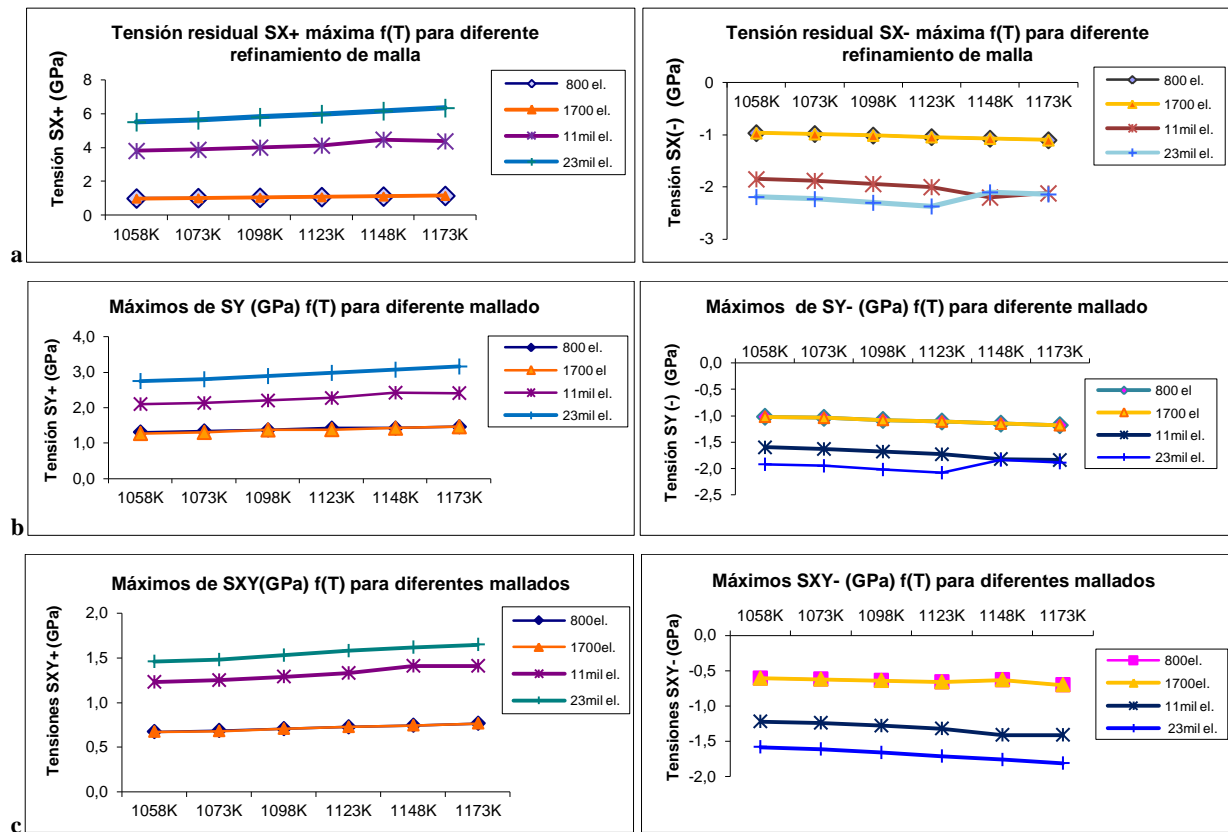 Tensión residual SX+ máxima f(T) para diferente
refinamiento de malla
Tensión SX+ (GPa)
8
6
4
2
0
1058K 1073K 1098K 1123K 1148K 1173K
800 el.
1700 el.
11mil el.
23mil el.
a
Tensión residual SX- máxima f(T) para diferente
refinamiento de malla
Tensión SX(-) (GPa)
0
-1
-2
-3
1058K 1073K 1098K 1123K 1148K 1173K
800 el.
1700 el.
11mil el.
23mil el.
Máximos de SY (GPa) f(T) para diferente mallado
Tensión SY+ (GPa)
4,0
3,0
2,0
1,0
0,0
1058K 1073K 1098K 1123K 1148K 1173K
800 el.
1700 el
11mil el.
23mil el.
b
Máximos de SY- (GPa) f(T) para diferente mallado
Tensión SY (-) (GPa)
0,0
-0,5
-1,0
-1,5
-2,0
-2,5
1058K 1073K 1098K 1123K 1148K 1173K
800 el
1700 el
11mil el.
23mil el.
Máximos de SXY(GPa) f(T) para diferentes mallados
Tensiones SXY+ (GPa)
2,0
1,5
1,0
0,5
0,0
1058K 1073K 1098K 1123K 1148K 1173K
800el.
1700el.
11mil el.
23mil el.
c
Máximos SXY- (GPa) f(T) para diferentes mallados
Tensiones SXY- (GPa)
0,0
-0,5
-1,0
-1,5
-2,0
1058K 1073K 1098K 1123K 1148K 1173K
800el.
1700el.
11mil el.
23mil el.